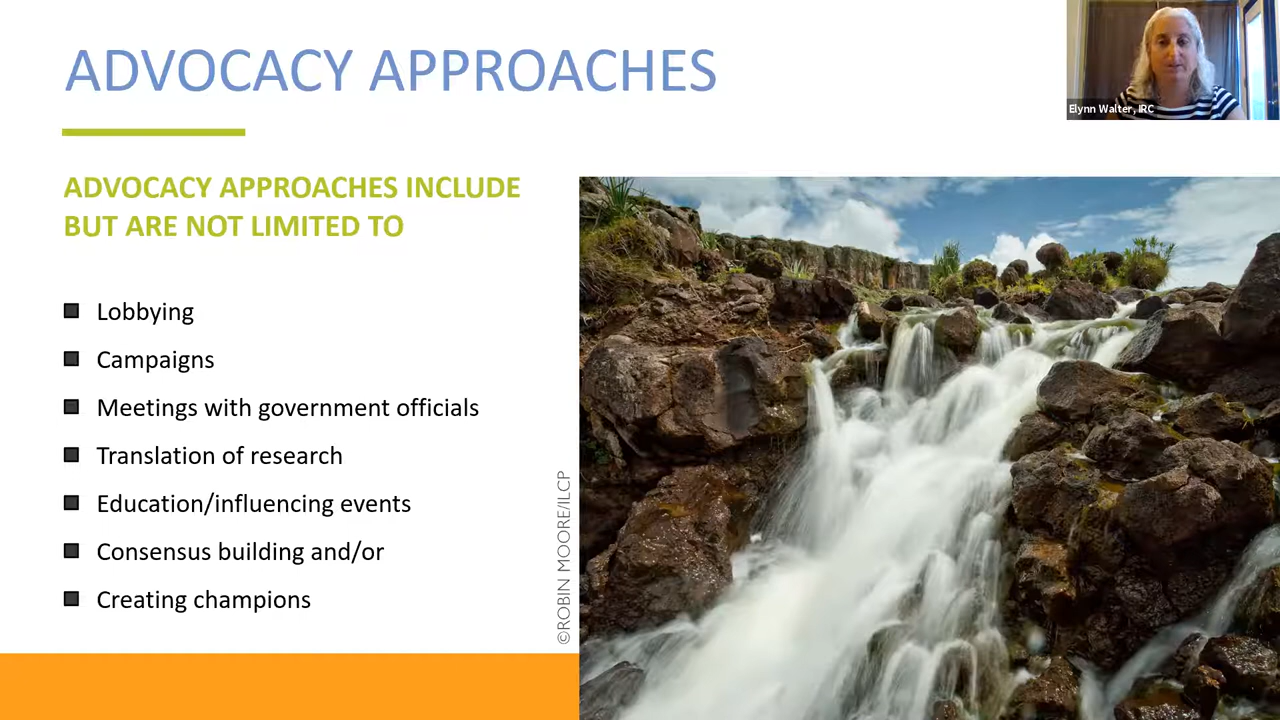 ADVOCACY APPROACHES
Elynn Walter, IRC
ADVOCACY APPROACHES INCLUDE
BUT ARE NOT LIMITED TO
Lobbying
Campaigns
Meetings with government officials
Translation of research
Education/influencing events
Consensus building and/or
Creating champions
©ROBIN MOORE/ILCP